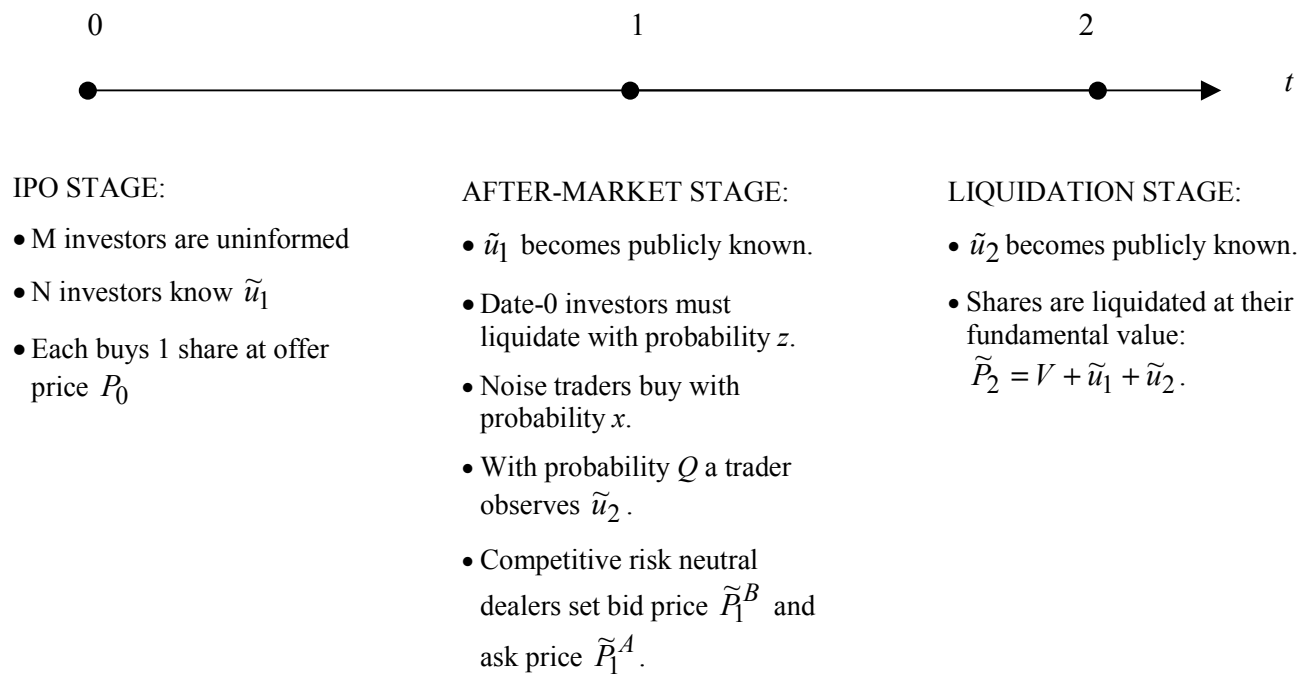 0 1 2
t
IPO STAGE:
• M investors are uninformed
• N investors know ũ₁
• Each buys 1 share at offer
price P₀
AFTER-MARKET STAGE:
• ũ₁ becomes publicly known.
• Date-0 investors must
liquidate with probability z.
• Noise traders buy with
probability x.
• With probability Q a trader
observes ũ₂.
• Competitive risk neutral
dealers set bid price P̃₁ᴮ and
ask price P̃₁ᴬ.
LIQUIDATION STAGE:
• ũ₂ becomes publicly known.
• Shares are liquidated at their
fundamental value:
P̃₂ = V + ũ₁ + ũ₂.